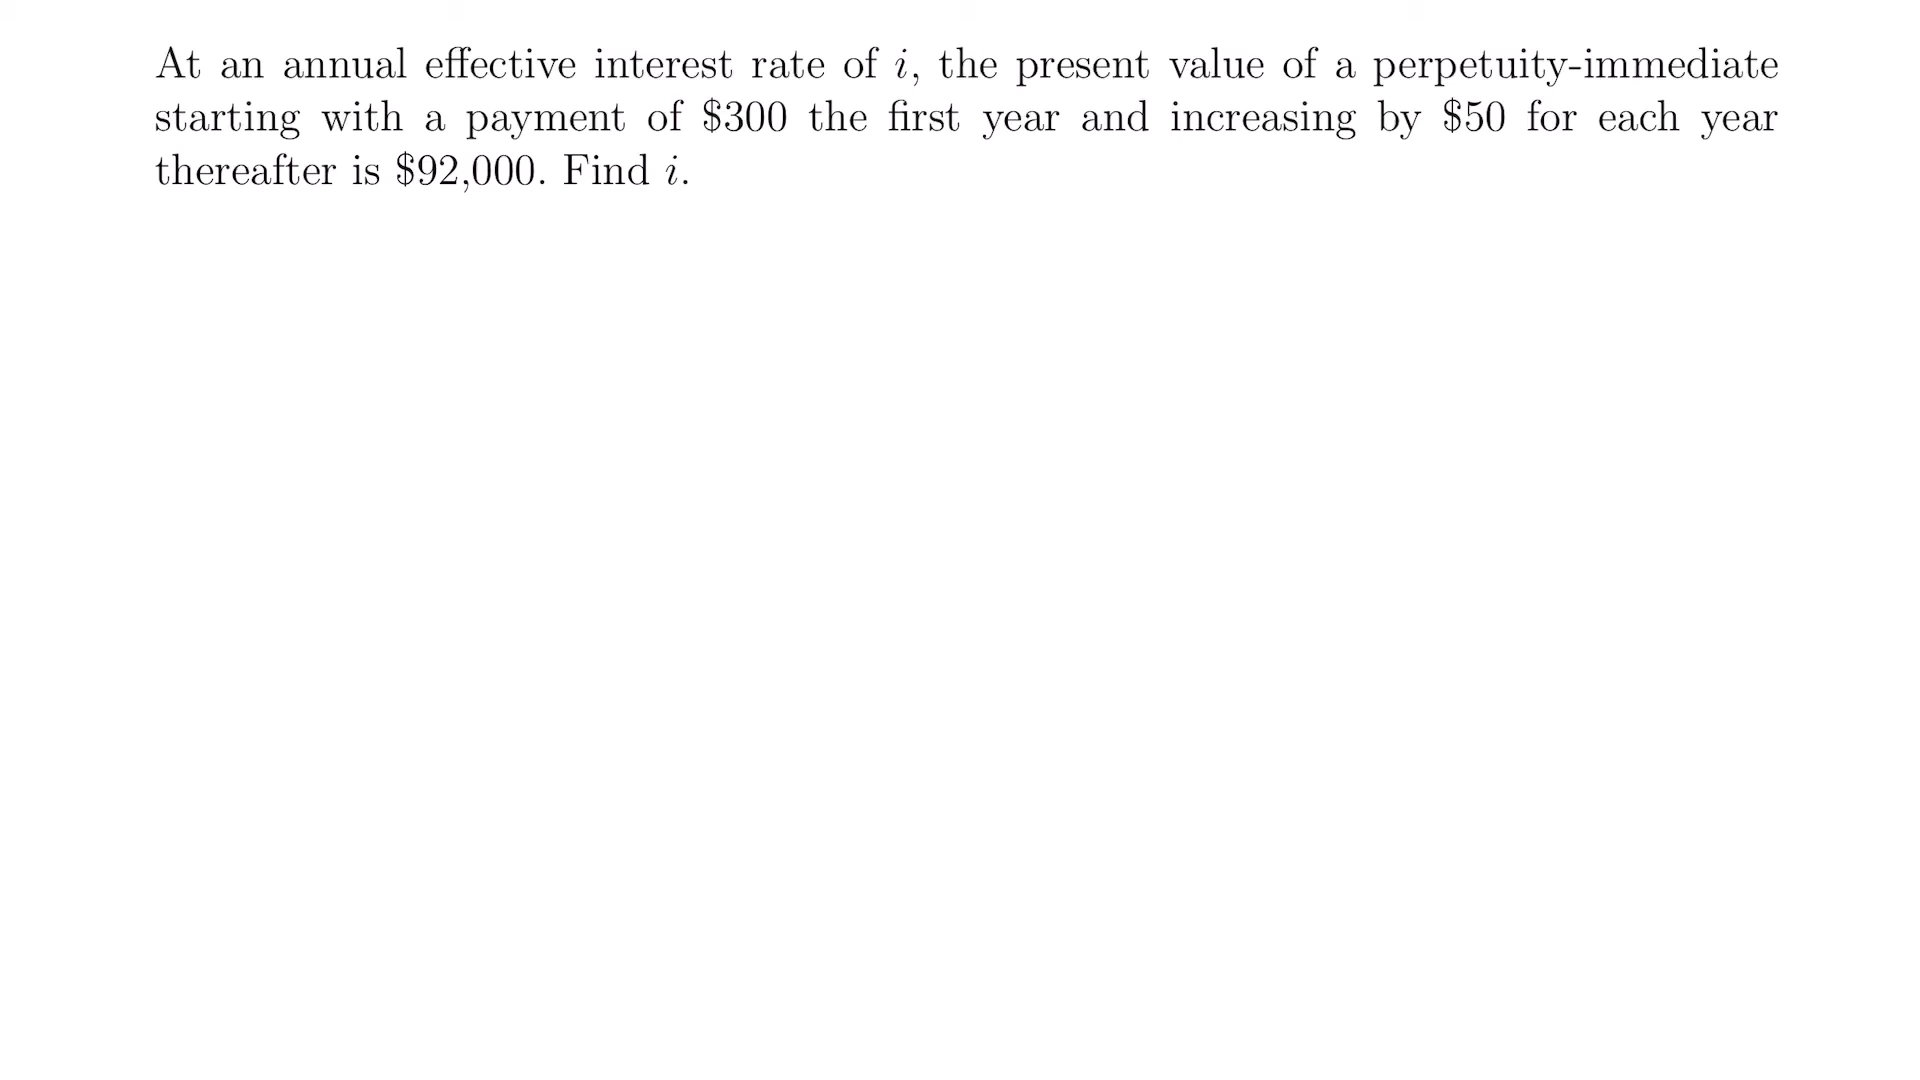 At an annual effective interest rate of i, the present value of a perpetuity-immediate
starting with a payment of $300 the first year and increasing by $50 for each year
thereafter is $92,000. Find i.